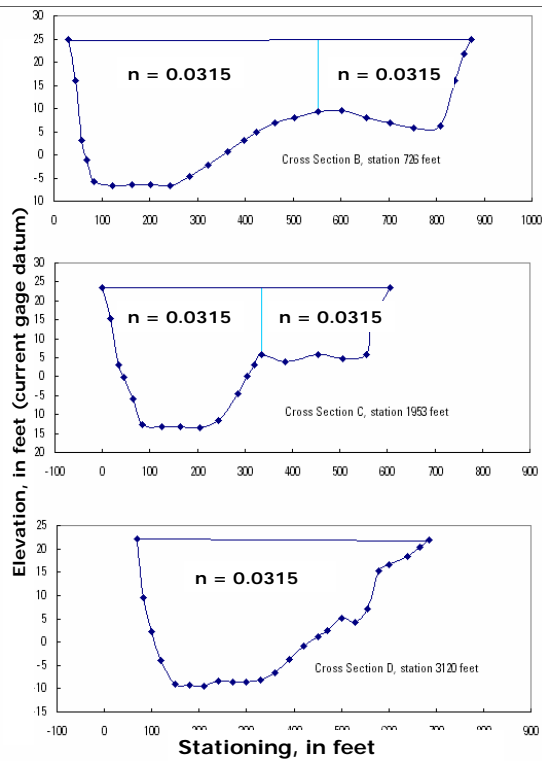 30
25
20
15
10
5
0
-5
10
n = 0.0315
n = 0.0315
Cross Section B, station 726 feet
0 100 200 300 400 500 600 700 800 900 1000
30
25
20
15
10
5
0
-5
10
15
20
n = 0.0315
n = 0.0315
Cross Section C, station 1953 feet
-100 0 100 200 300 400 500 600 700 800 900
25
20
15
10
5
0
-5
-10
-15
n = 0.0315
Cross Section D, station 3120 feet
-100 0 100 200 300 400 500 600 700 800 900
Elevation, in feet (current gage datum)
Stationing, in feet